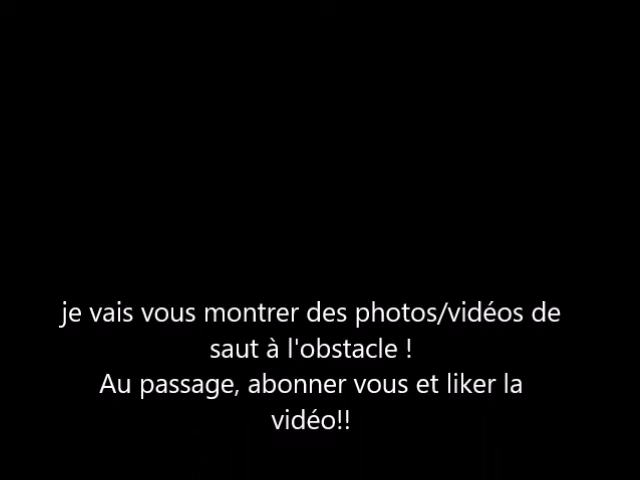 je vais vous montrer des photos/vidéos de
saut à l'obstacle !
Au passage, abonner vous et liker la
vidéo!!